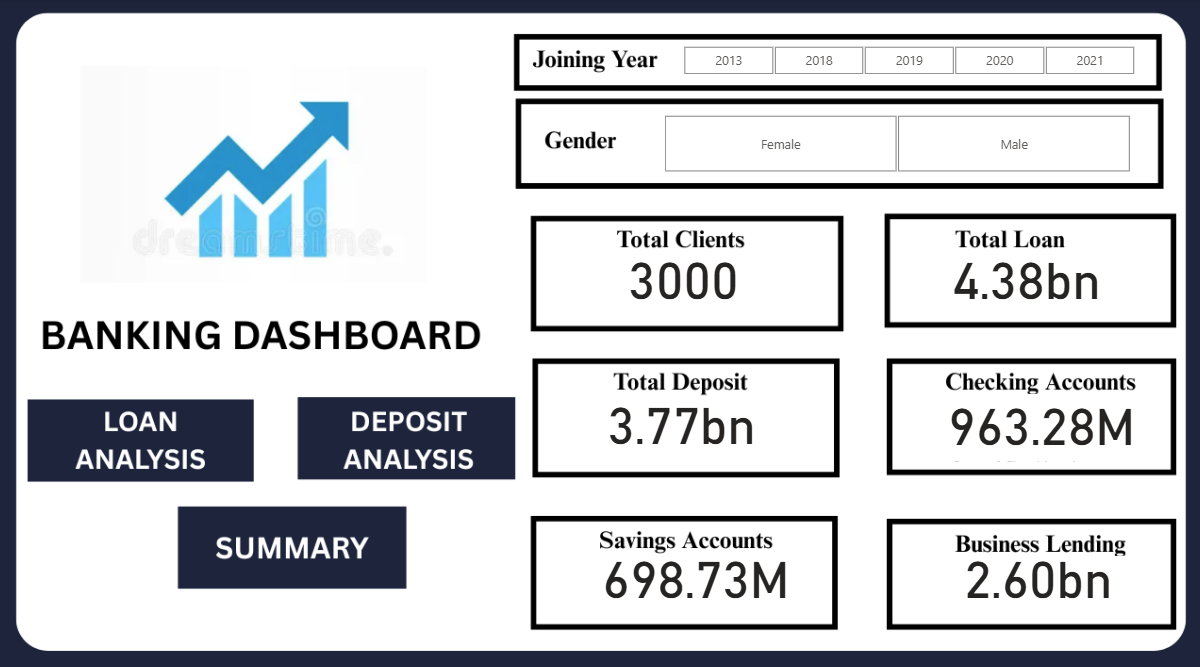 dreamstime.
BANKING DASHBOARD
LOAN
ANALYSIS
DEPOSIT
ANALYSIS
SUMMARY
Joining Year
2013 2018 2019 2020 2021
Gender
Female Male
Total Clients
3000
Total Loan
4.38bn
Total Deposit
3.77bn
Checking Accounts
963.28M
Savings Accounts
698.73M
Business Lending
2.60bn